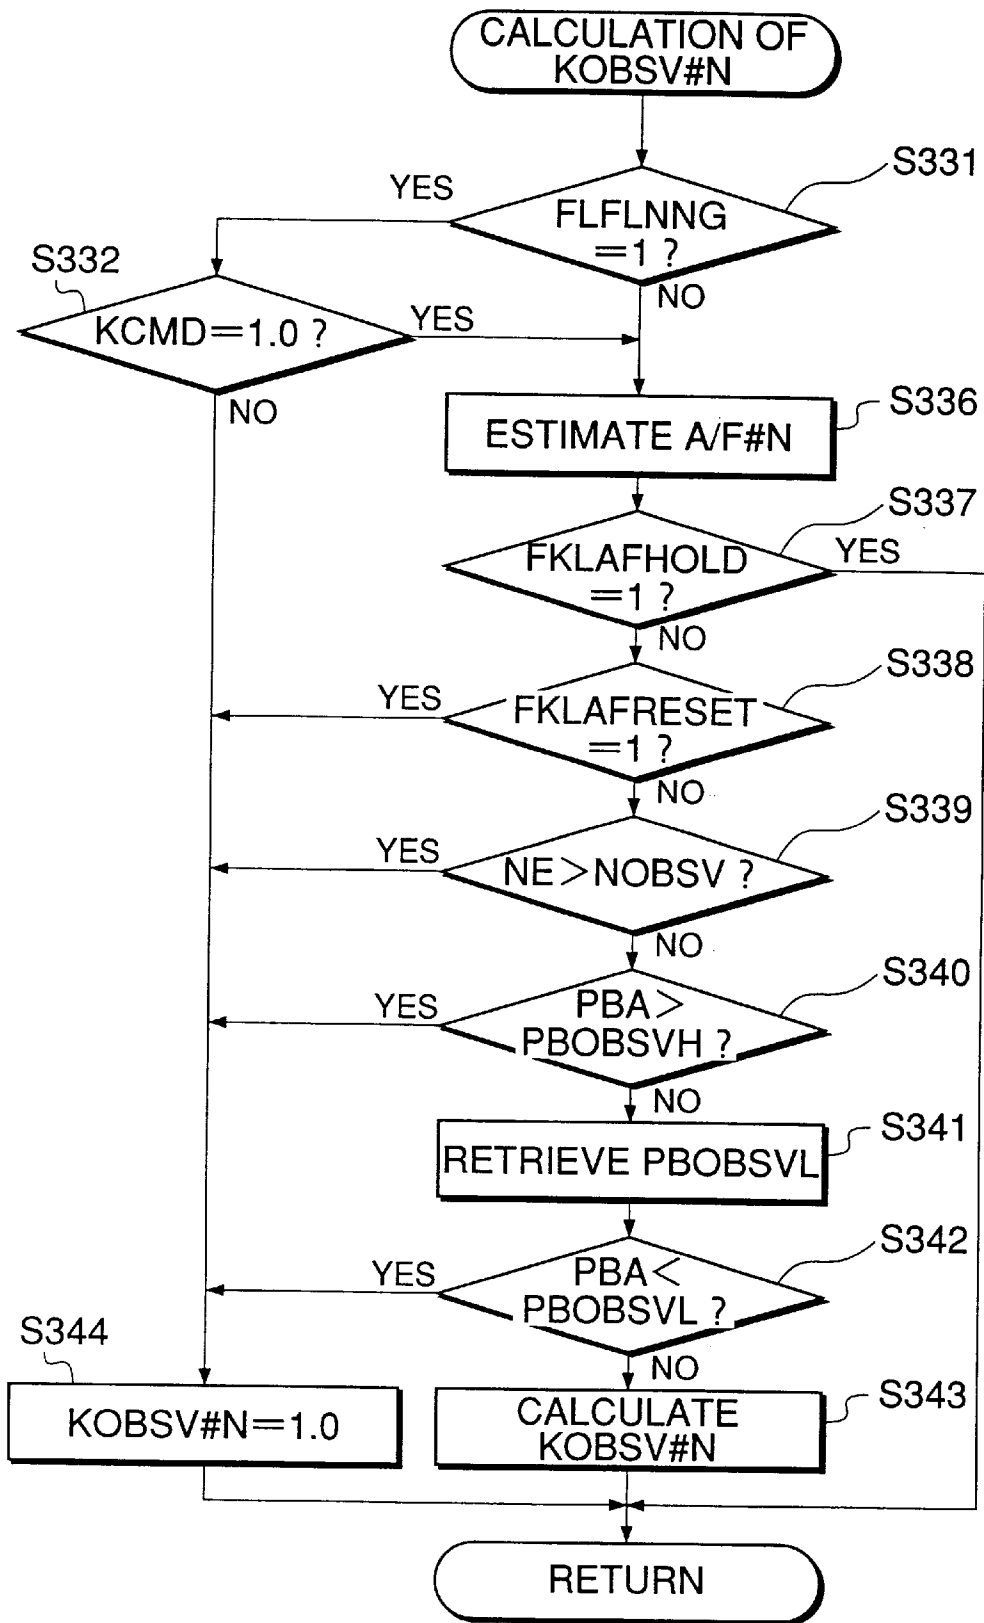 CALCULATION OF
KOBSV#N
S331
YES
FLFLNNG
=1 ?
NO
S332
KCMD=1.0 ?
YES
NO
S336
ESTIMATE A/F#N
S337
FKLAFHOLD
=1 ?
YES
NO
S338
YES
FKLAFRESET
=1 ?
NO
S339
YES
NE>NOBSV ?
NO
S340
YES
PBA>
PBOBSVH ?
NO
S341
RETRIEVE PBOBSVL
S342
YES
PBA<
PBOBSVL ?
NO
S344
KOBSV#N=1.0
S343
CALCULATE
KOBSV#N
RETURN